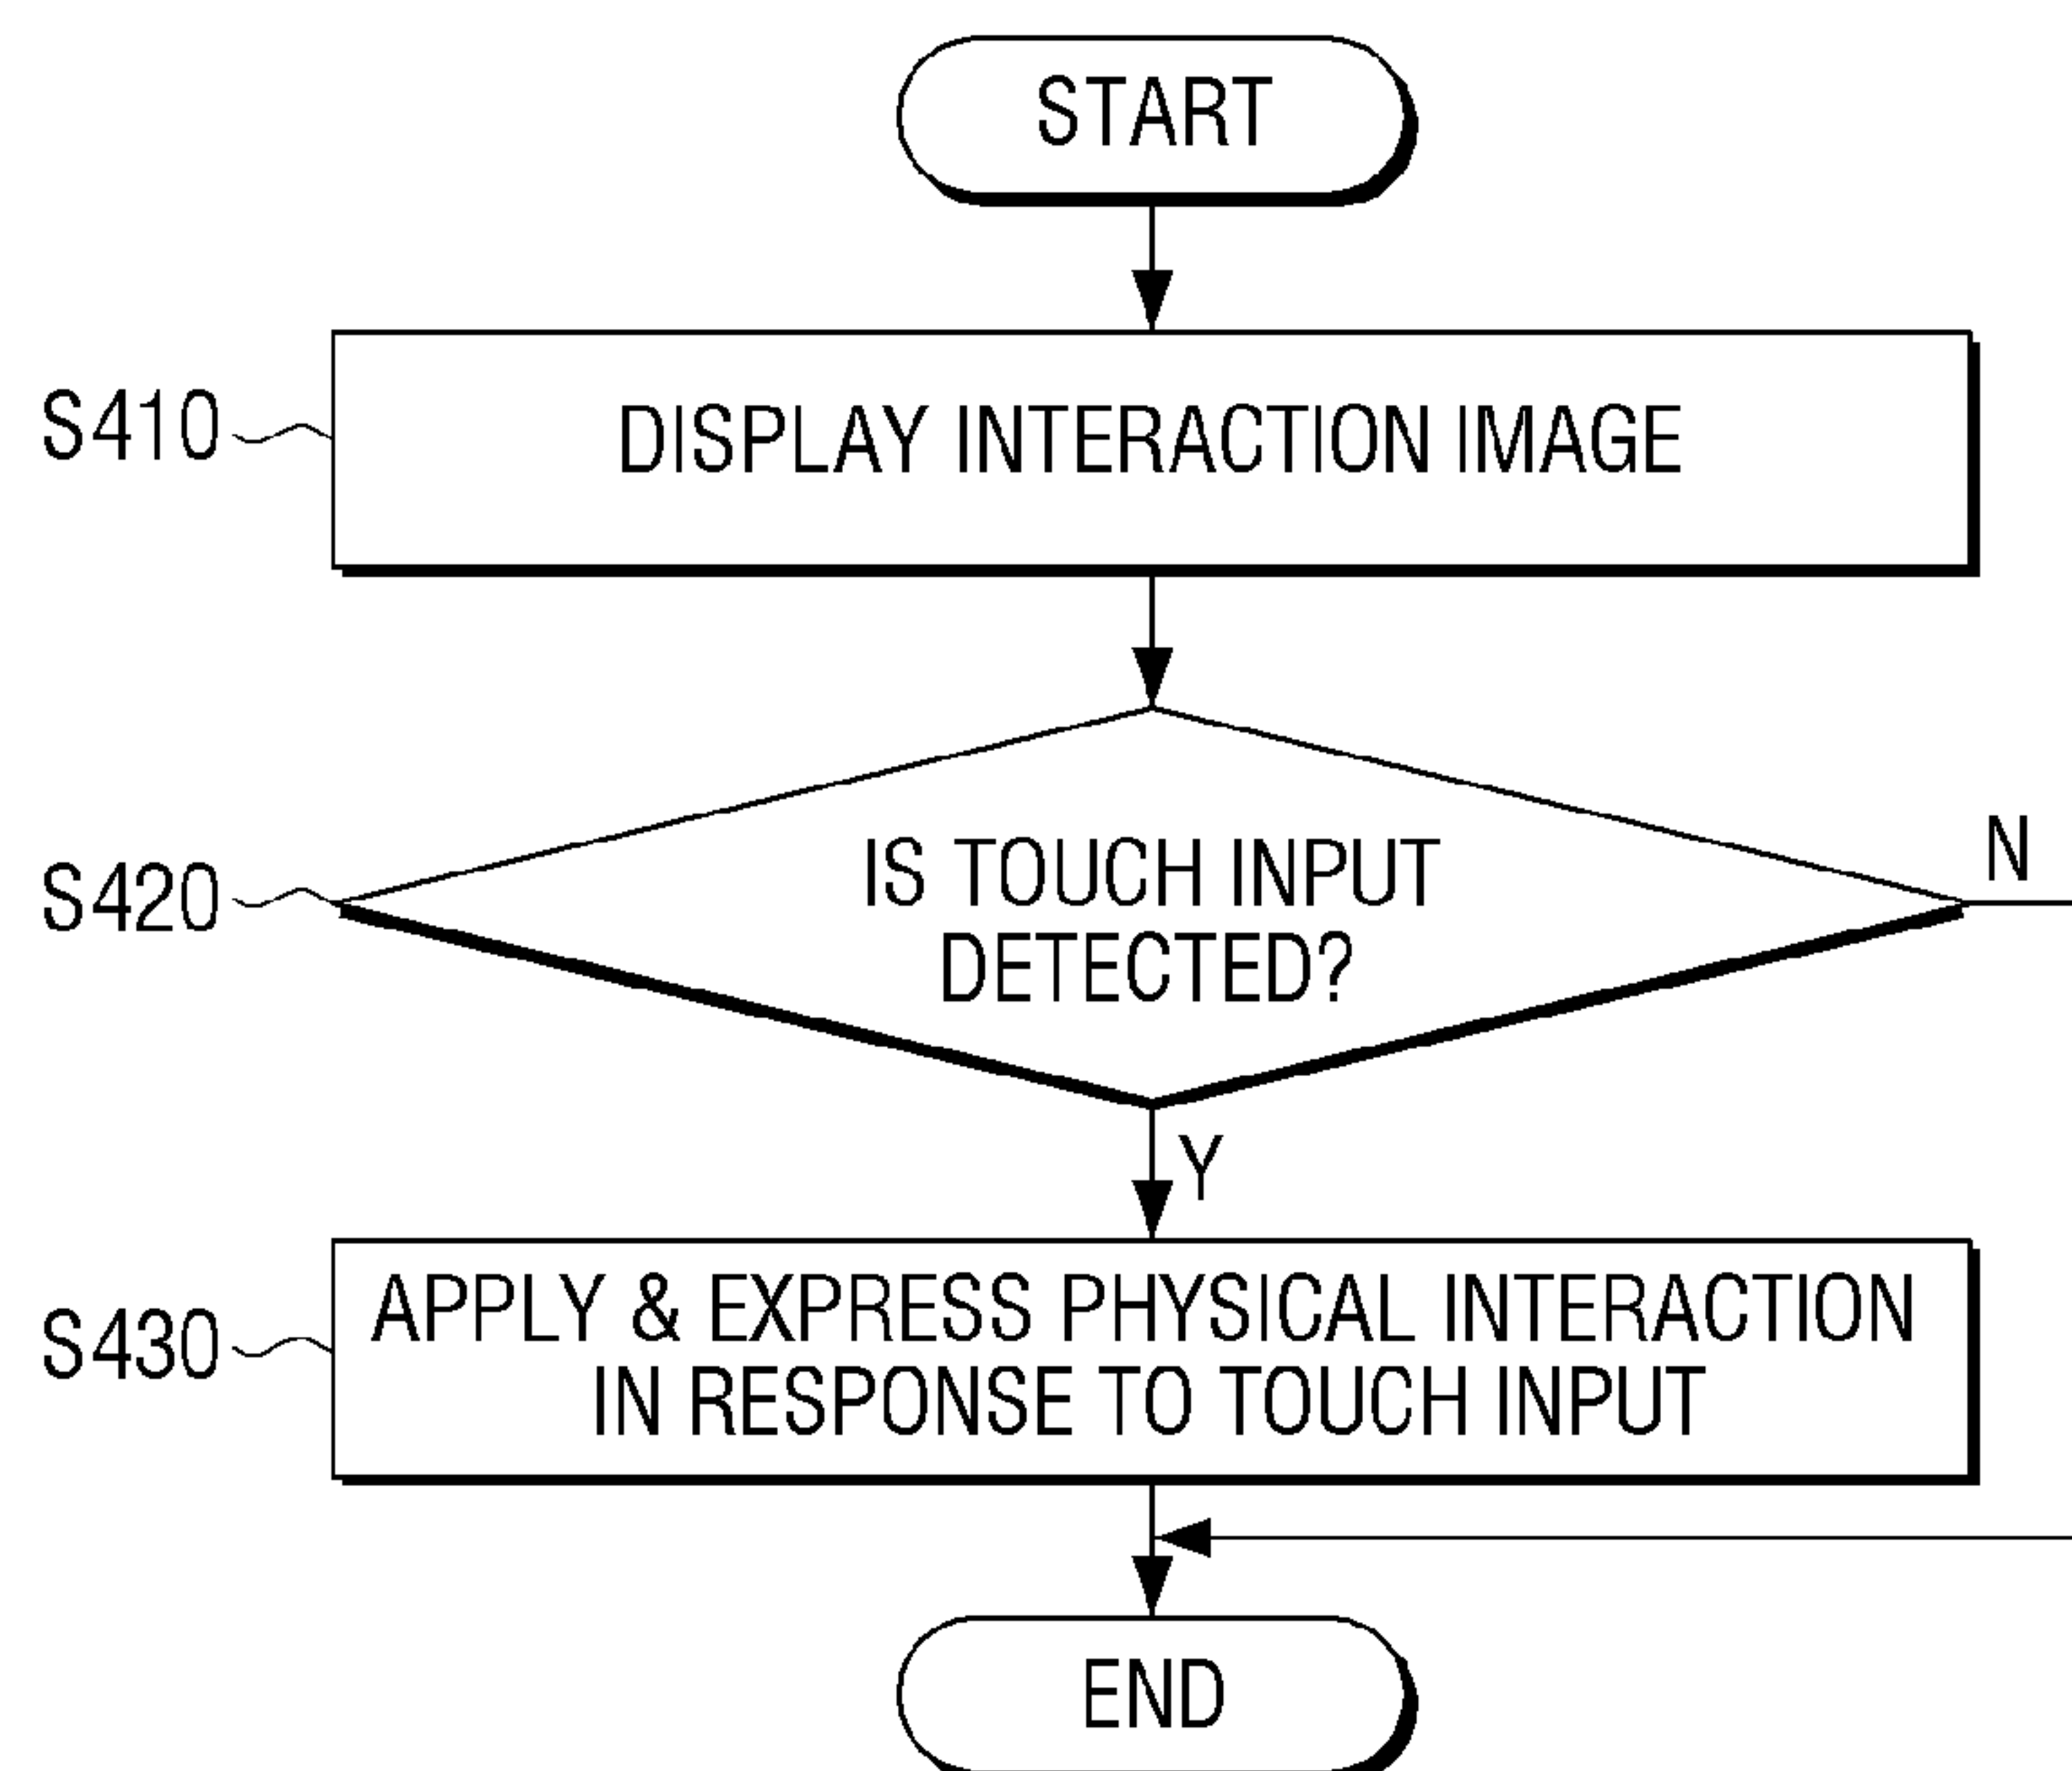 START
S410
DISPLAY INTERACTION IMAGE
S420
IS TOUCH INPUT
DETECTED?
N
Y
S430
APPLY & EXPRESS PHYSICAL INTERACTION
IN RESPONSE TO TOUCH INPUT
END